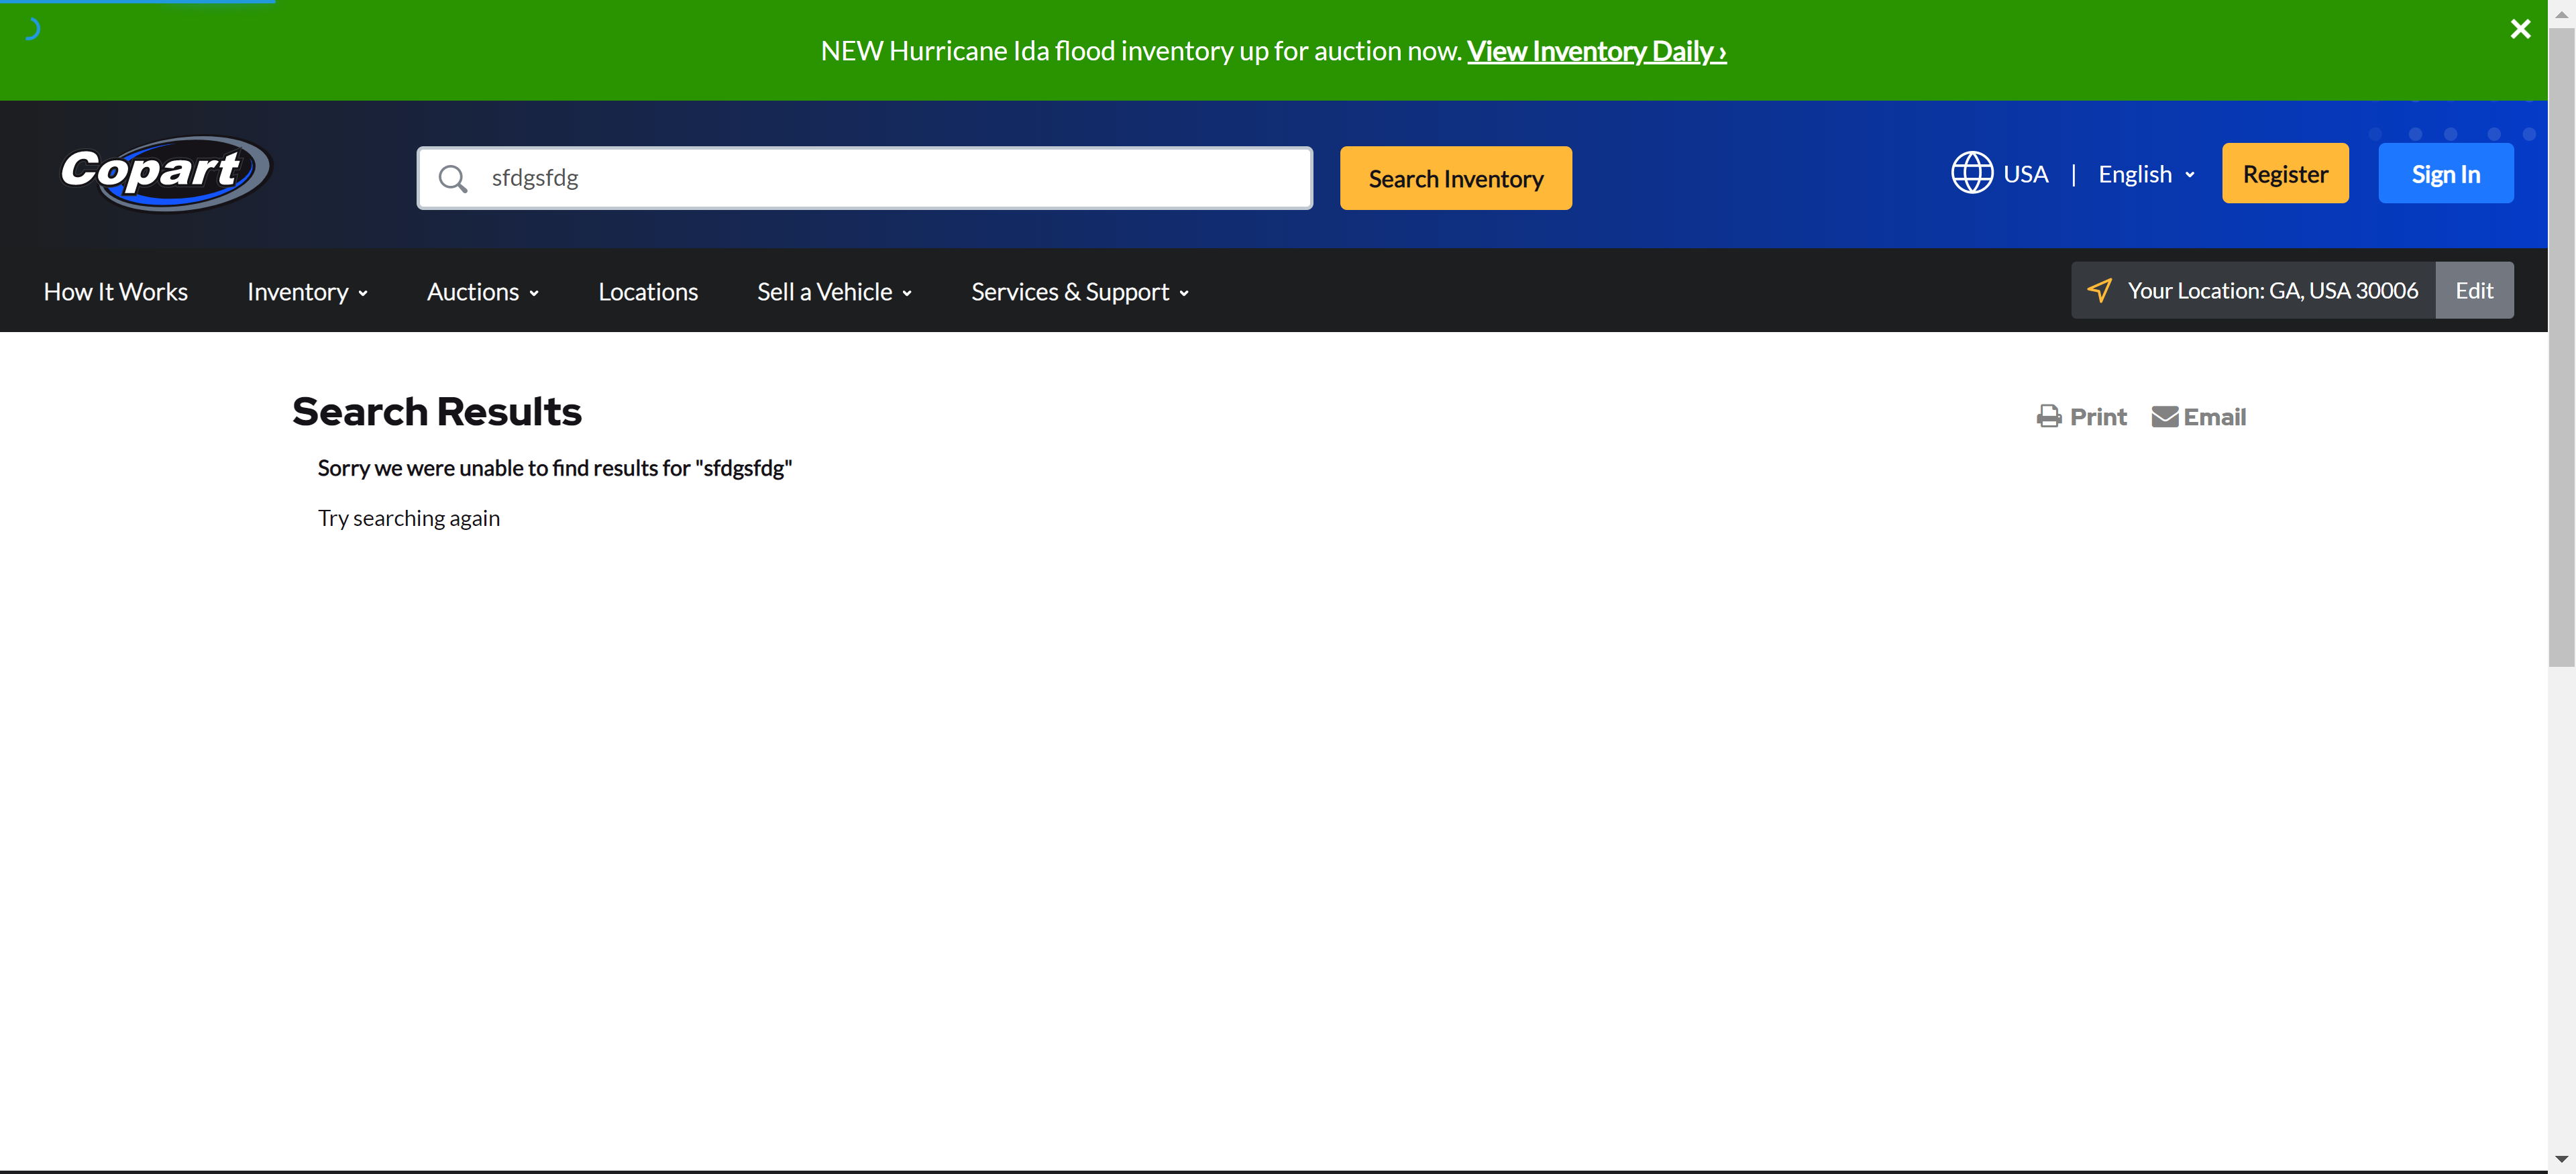 NEW Hurricane Ida flood inventory up for auction now. View Inventory Daily ›
Copart
sfdgsfdg
Search Inventory
USA | English
Register
Sign In
How It Works
Inventory
Auctions
Locations
Sell a Vehicle
Services & Support
Your Location: GA, USA 30006
Edit
Search Results
Print
Email
Sorry we were unable to find results for "sfdgsfdg"
Try searching again